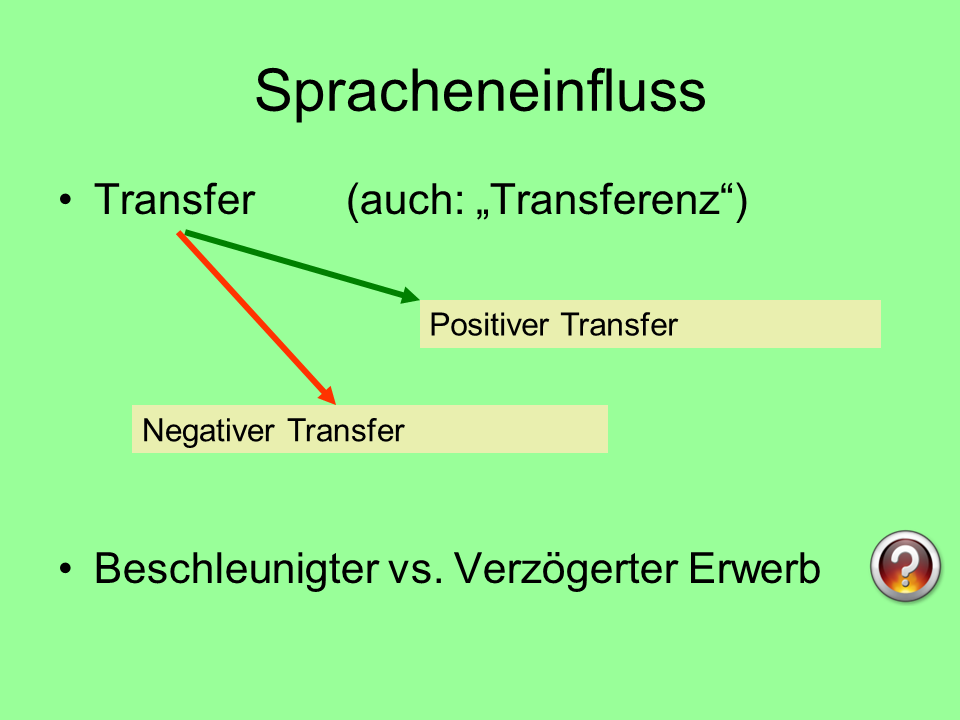 Spracheneinfluss
• Transfer (auch: „Transferenz“)
Positiver Transfer
Negativer Transfer
• Beschleunigter vs. Verzögerter Erwerb
?